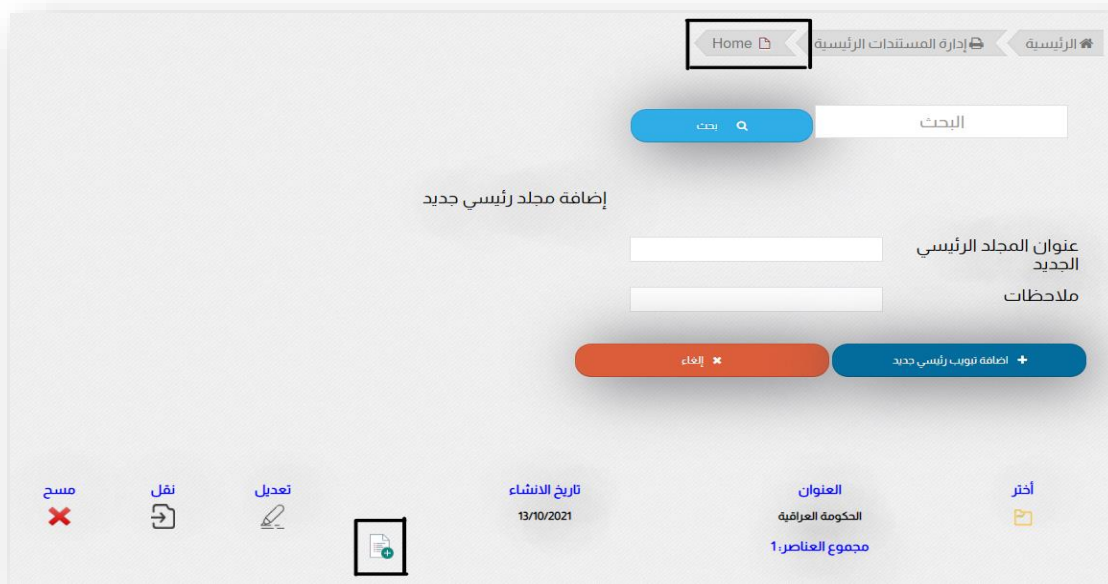 الرئيسية إدارة المستندات الرئيسية Home
البحث بحث
إضافة مجلد رئيسي جديد
عنوان المجلد الرئيسي
الجديد
ملاحظات
اضافة تبويب رئيسي جديد إلغاء
أختر العنوان تاريخ الانشاء تعديل نقل مسح
الحكومة العراقية 13/10/2021
مجموع العناصر: 1